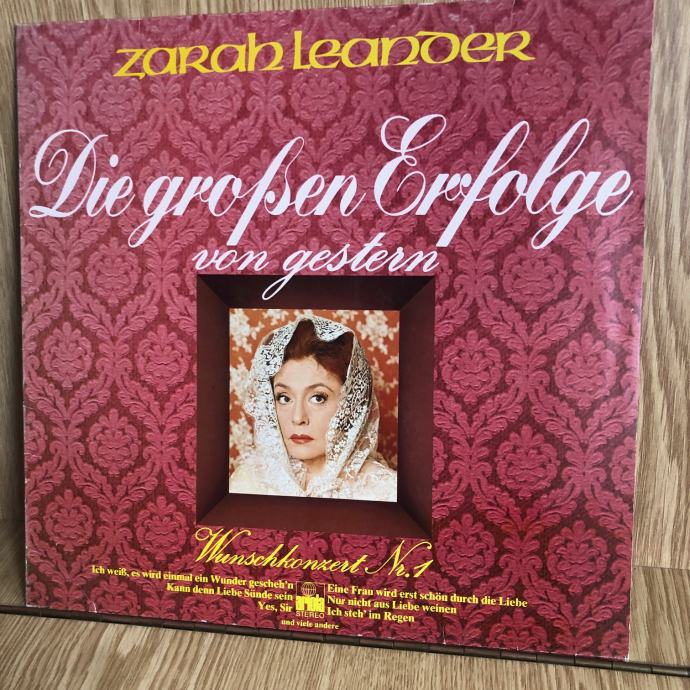 Zarah Leander
Die großen Erfolge
von gestern
Wunschkonzert Nr. 1
Ich weiß, es wird einmal ein Wunder gescheh'n
Kann denn Liebe Sünde sein
Yes, Sir
ariola
STEREO
Eine Frau wird erst schön durch die Liebe
Nur nicht aus Liebe weinen
Ich steh' im Regen
und viele andere